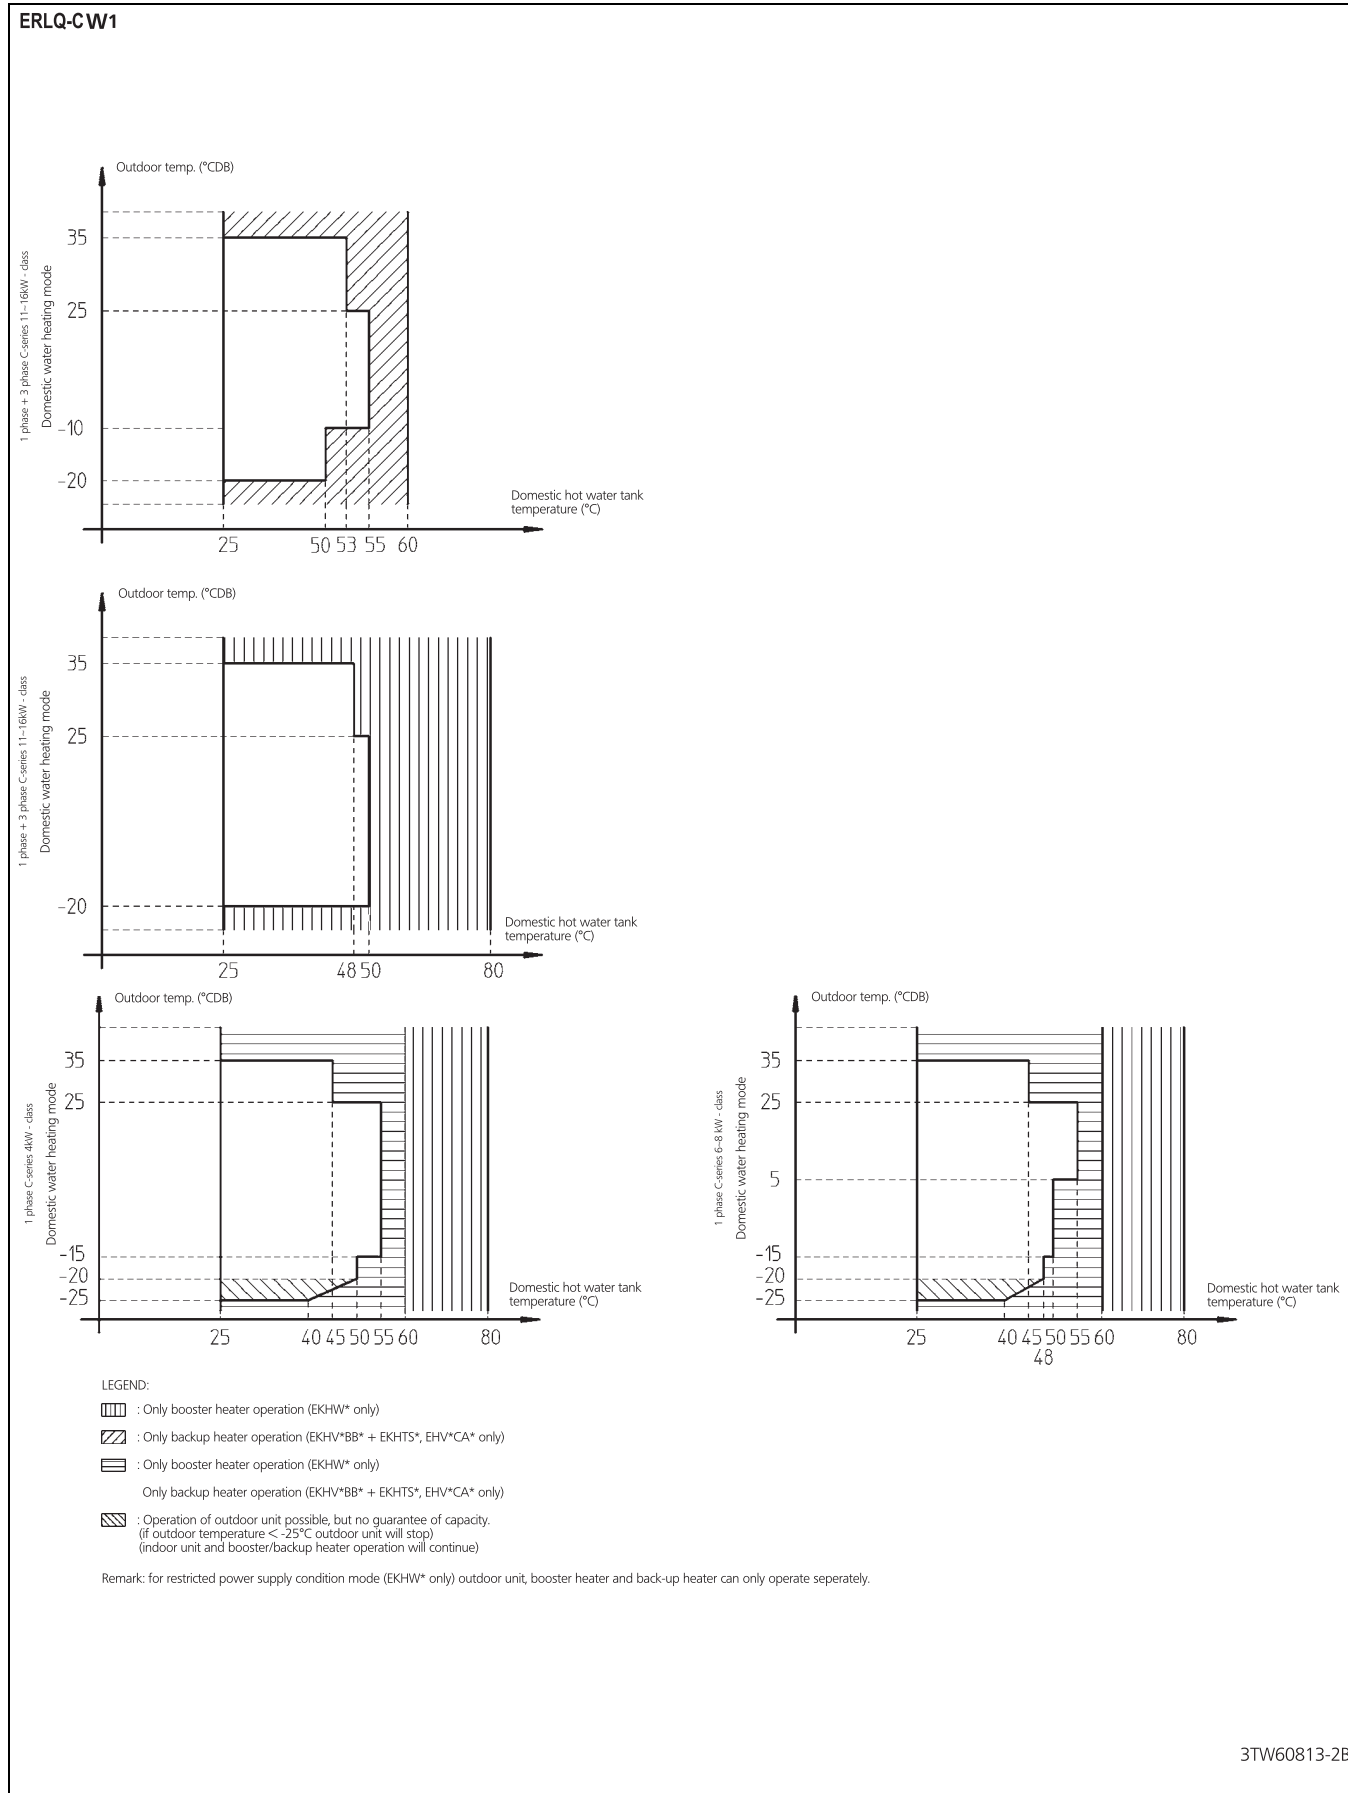 ERLQ-CW1
Outdoor temp. (°CDB)
1 phase + 3 phase C-series 11~16kW - class
Domestic water heating mode
35
25
-10
-20
Domestic hot water tank
temperature (°C)
25 50 53 55 60
Outdoor temp. (°CDB)
1 phase + 3 phase C-series 11~16kW - class
Domestic water heating mode
35
25
-20
Domestic hot water tank
temperature (°C)
25 48 50 80
Outdoor temp. (°CDB)
1 phase C-series 4kW - class
Domestic water heating mode
35
25
-15
-20
-25
Domestic hot water tank
temperature (°C)
25 40 45 50 55 60 80
Outdoor temp. (°CDB)
1 phase C-series 6~8 kW - class
Domestic water heating mode
35
25
5
-15
-20
-25
Domestic hot water tank
temperature (°C)
25 40 45 50 55 60 80
48
LEGEND:
: Only booster heater operation (EKHW* only)
: Only backup heater operation (EKHV*BB* + EKHTS*, EHV*CA* only)
: Only booster heater operation (EKHW* only)
Only backup heater operation (EKHV*BB* + EKHTS*, EHV*CA* only)
: Operation of outdoor unit possible, but no guarantee of capacity.
(if outdoor temperature < -25°C outdoor unit will stop)
(indoor unit and booster/backup heater operation will continue)
Remark: for restricted power supply condition mode (EKHW* only) outdoor unit, booster heater and back-up heater can only operate seperately.
3TW60813-2B